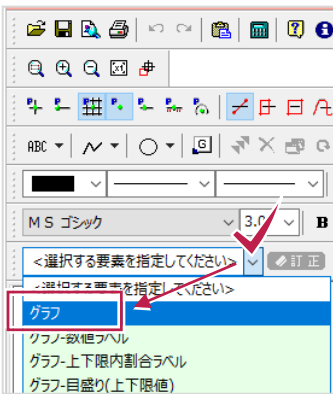 ABC
G
ＭＳ ゴシック 3.0 B
<選択する要素を指定してください> 訂正
<選択する要素を指定してください>
グラフ
グラフ-数値ラベル
グラフ-上下限内割合ラベル
グラフ-目盛り(上下限値)